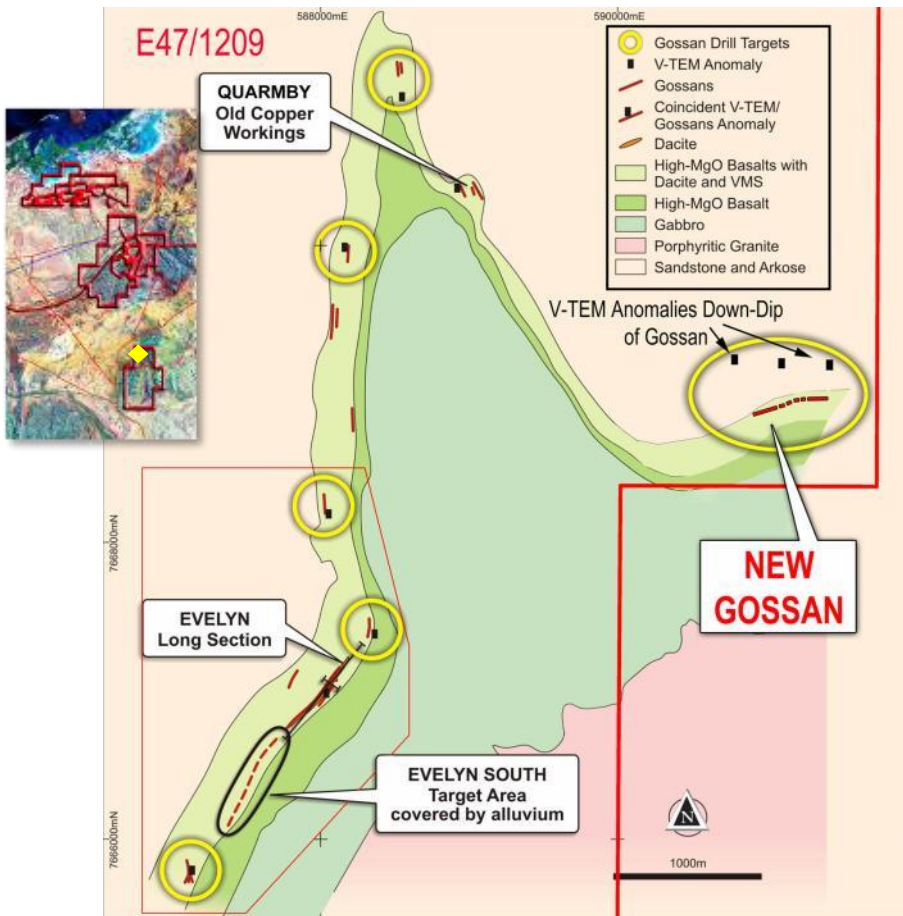 588000mE
590000mE
E47/1209
QUARMBY
Old Copper
Workings
Gossan Drill Targets
V-TEM Anomaly
Gossans
Coincident V-TEM/
Gossans Anomaly
Dacite
High-MgO Basalts with
Dacite and VMS
High-MgO Basalt
Gabbro
Porphyritic Granite
Sandstone and Arkose
V-TEM Anomalies Down-Dip
of Gossan
7668000mN
NEW
GOSSAN
EVELYN
Long Section
EVELYN SOUTH
Target Area
covered by alluvium
7666000mN
N
1000m